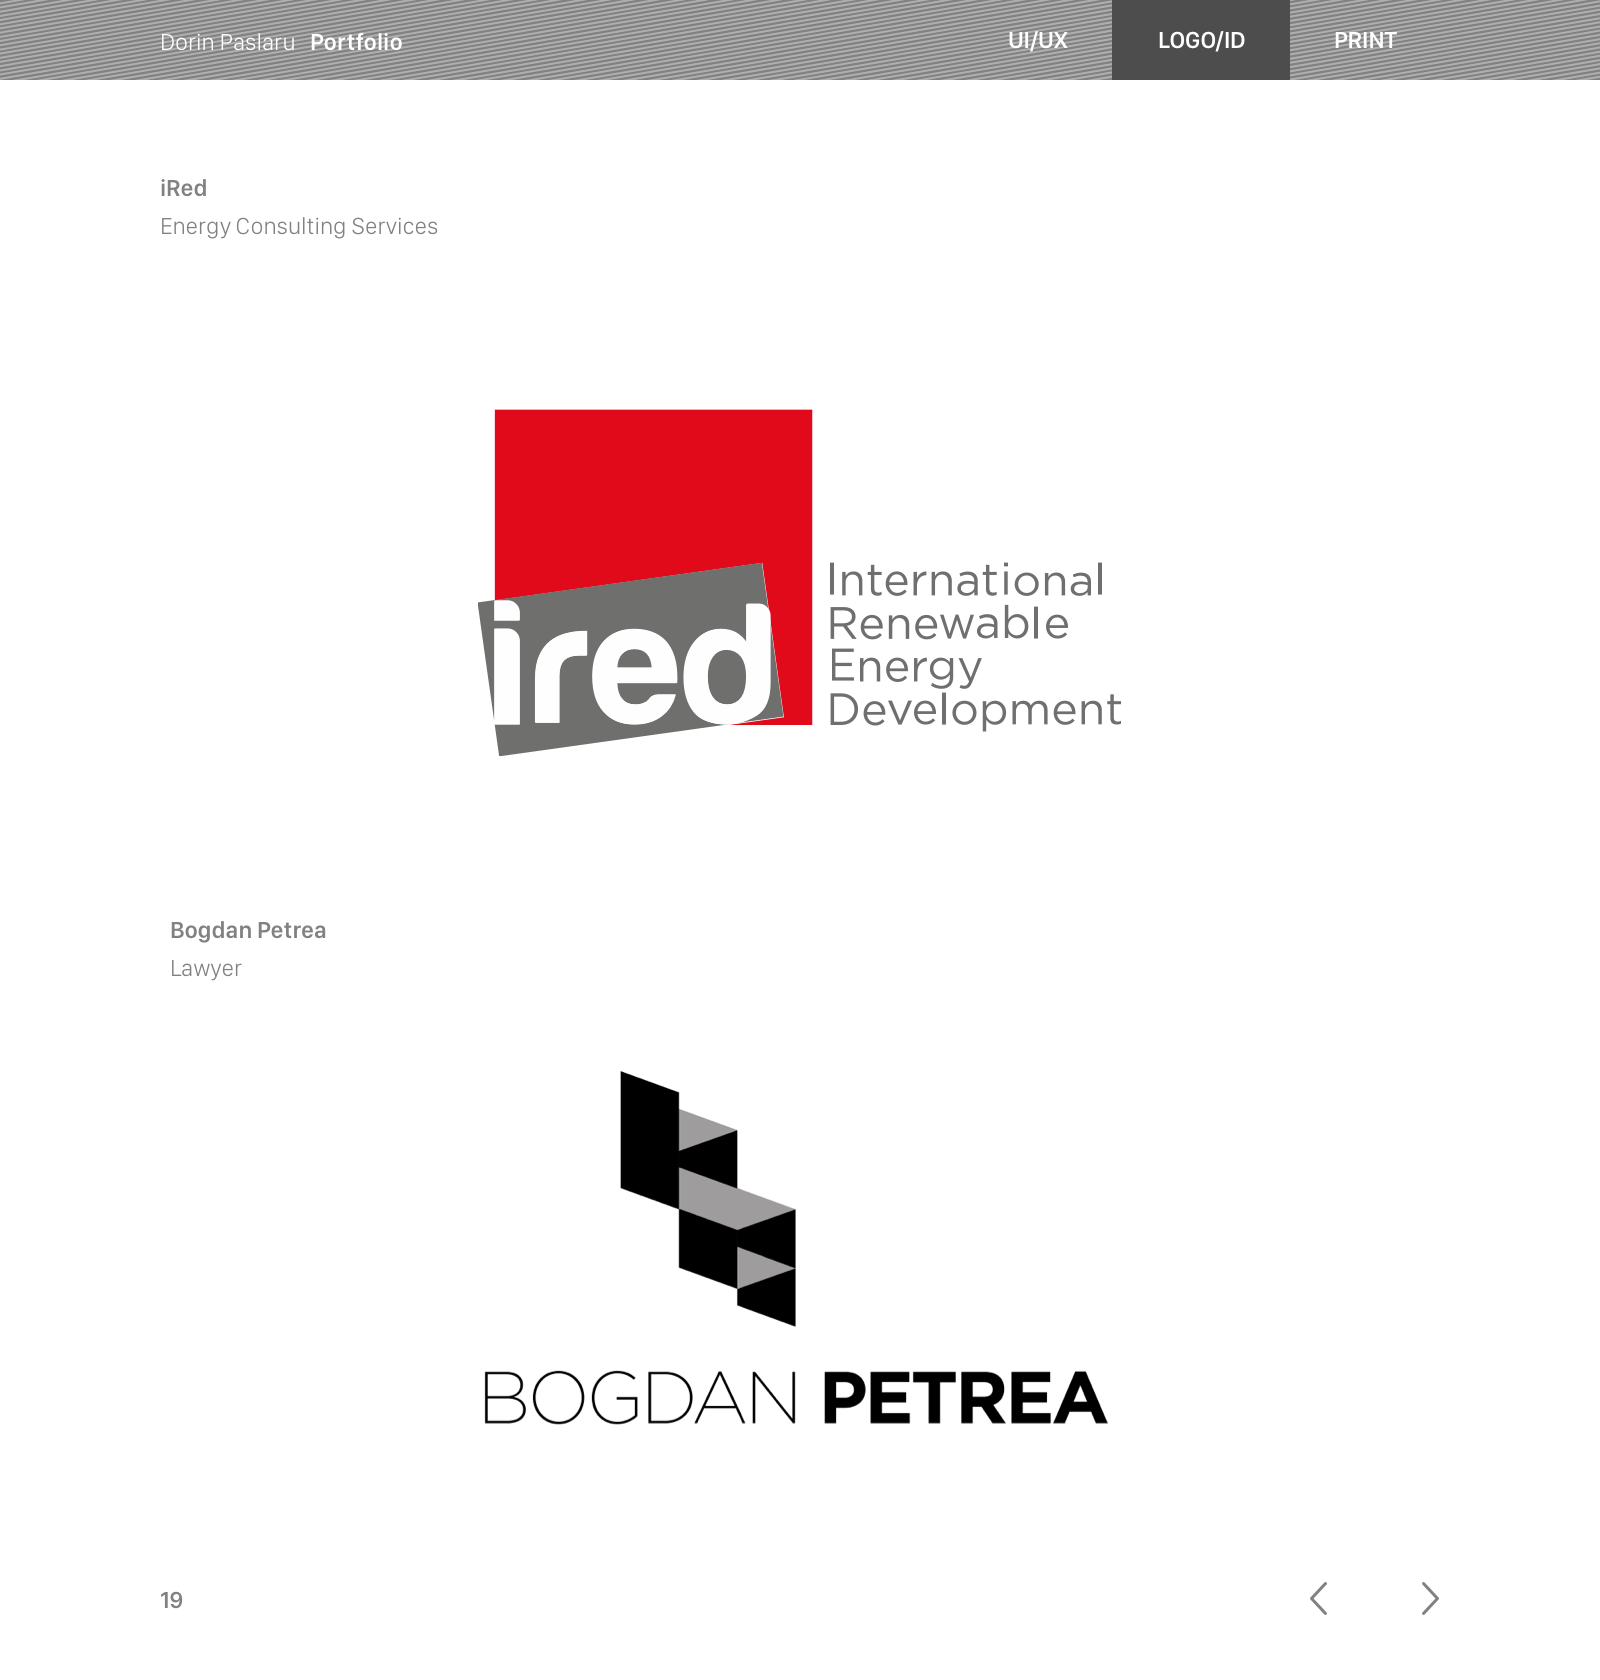 Dorin Paslaru Portfolio
UI/UX
LOGO/ID
PRINT
iRed
Energy Consulting Services
ired
International
Renewable
Energy
Development
Bogdan Petrea
Lawyer
BOGDAN PETREA
19